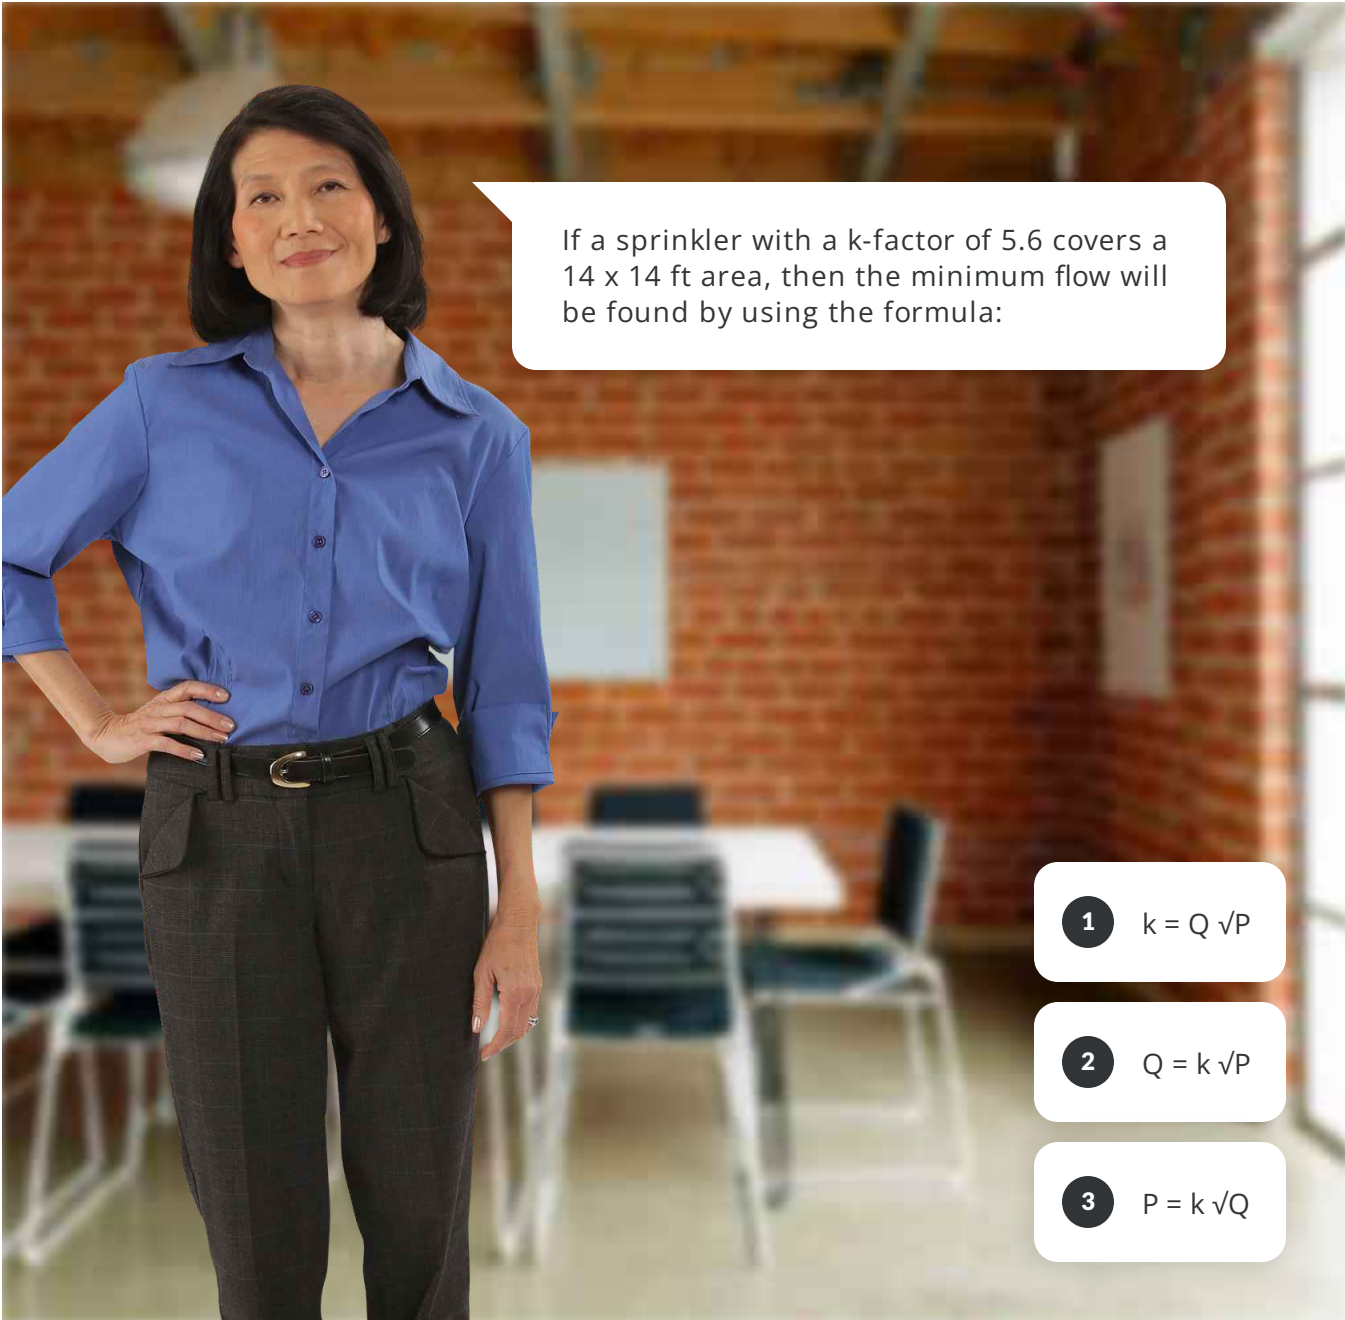 If a sprinkler with a k-factor of 5.6 covers a
14 x 14 ft area, then the minimum flow will
be found by using the formula:
1 k = Q √P
2 Q = k √P
3 P = k √Q